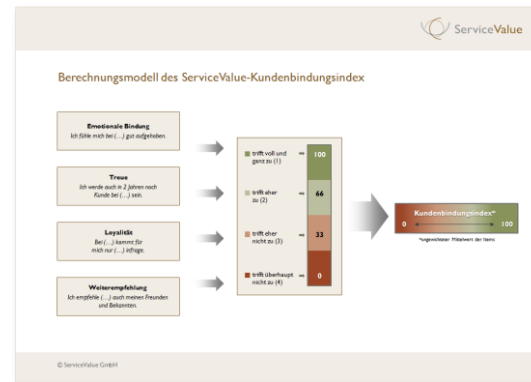 ServiceValue
Berechnungsmodell des ServiceValue-Kundenbindungsindex
Emotionale Bindung
Ich fühle mich bei (...) gut aufgehoben.
Treue
Ich werde auch in 2 Jahren noch
Kunde bei (...) sein.
Loyalität
Bei (...) kommt für
mich nur (...) infrage.
Weiterempfehlung
Ich empfehle (...) auch meinen Freunden
und Bekannten.
trifft voll und
ganz zu (1)
=
100
trifft eher
zu (2)
=
66
trifft eher
nicht zu (3)
=
33
trifft überhaupt
nicht zu (4)
=
0
Kundenbindungsindex*
0
100
*ungewichteter Mittelwert der Items
© ServiceValue GmbH